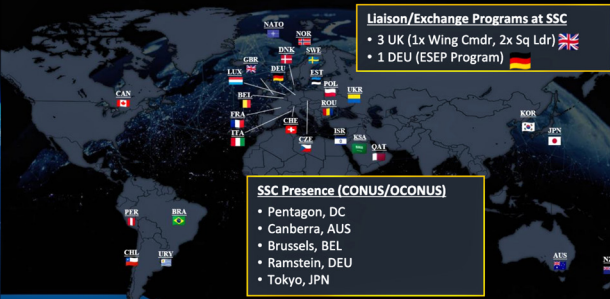 Liaison/Exchange Programs at SSC
• 3 UK (1x Wing Cmdr, 2x Sq Ldr)
• 1 DEU (ESEP Program)
NATO
NOR
DNK
SWE
GBR
DEU
LUX
EST
POL
UKR
CAN
BEL
ROU
FRA
KOR
CHE
JPN
ITA
CZE
ISR
KSA
QAT
SSC Presence (CONUS/OCONUS)
• Pentagon, DC
• Canberra, AUS
• Brussels, BEL
• Ramstein, DEU
• Tokyo, JPN
PER
BRA
CHL
URY
AUS